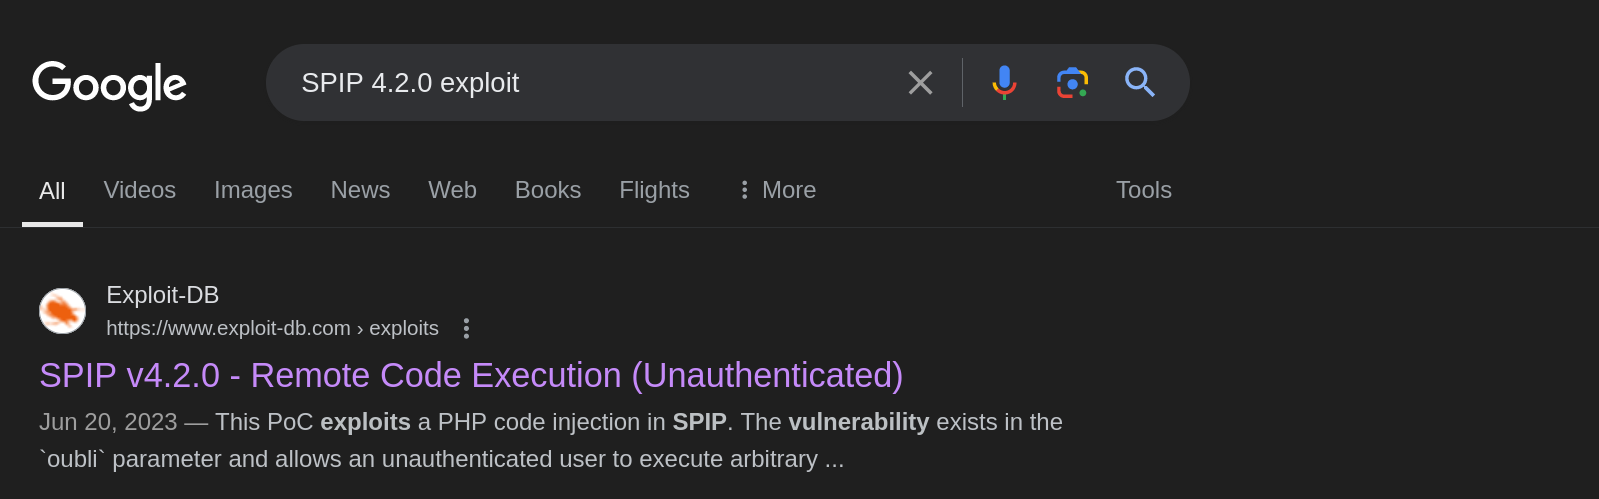 Google
SPIP 4.2.0 exploit
All Videos Images News Web Books Flights More Tools
Exploit-DB
https://www.exploit-db.com › exploits
SPIP v4.2.0 - Remote Code Execution (Unauthenticated)
Jun 20, 2023 — This PoC exploits a PHP code injection in SPIP. The vulnerability exists in the
`oubli` parameter and allows an unauthenticated user to execute arbitrary ...